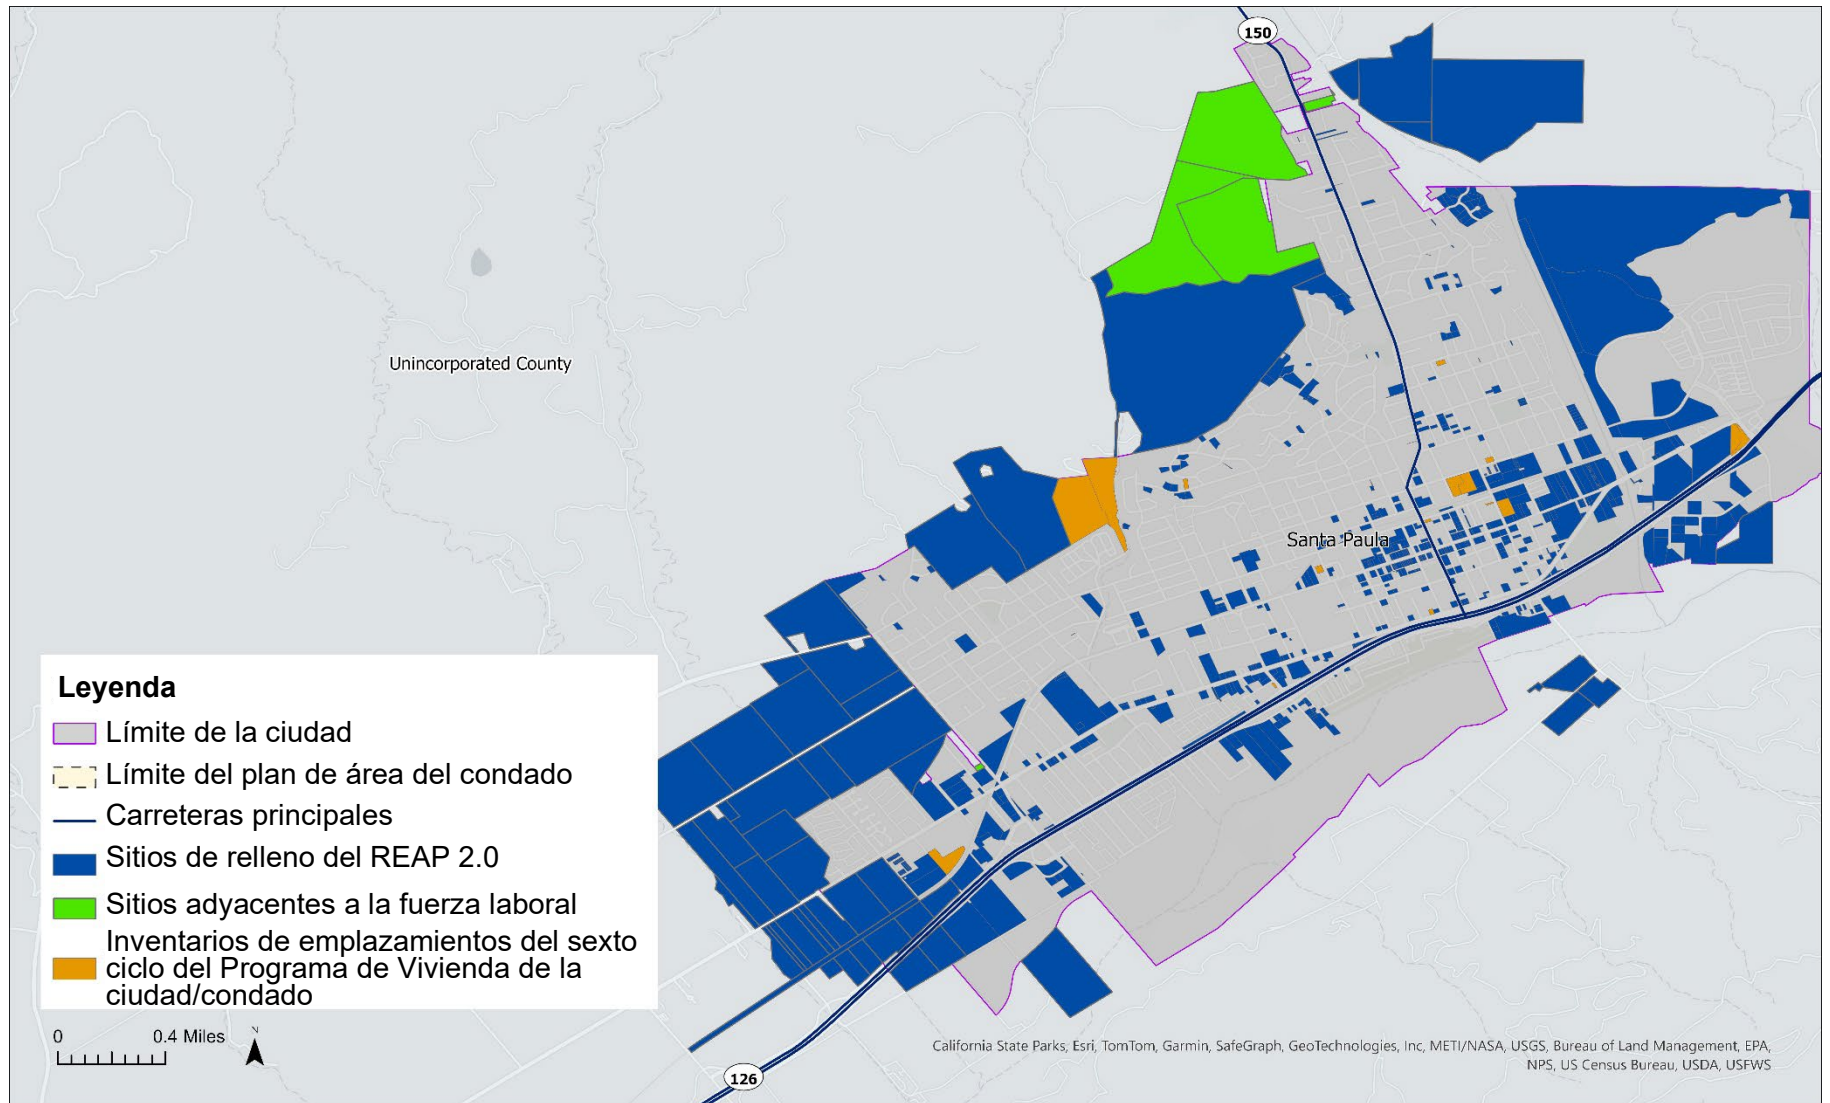 150
Unincorporated County
Santa Paula
Leyenda
Límite de la ciudad
Límite del plan de área del condado
Carreteras principales
Sitios de relleno del REAP 2.0
Sitios adyacentes a la fuerza laboral
Inventarios de emplazamientos del sexto
ciclo del Programa de Vivienda de la
ciudad/condado
0 0.4 Miles N
126
California State Parks, Esri, TomTom, Garmin, SafeGraph, GeoTechnologies, Inc, METI/NASA, USGS, Bureau of Land Management, EPA,
NPS, US Census Bureau, USDA, USFWS